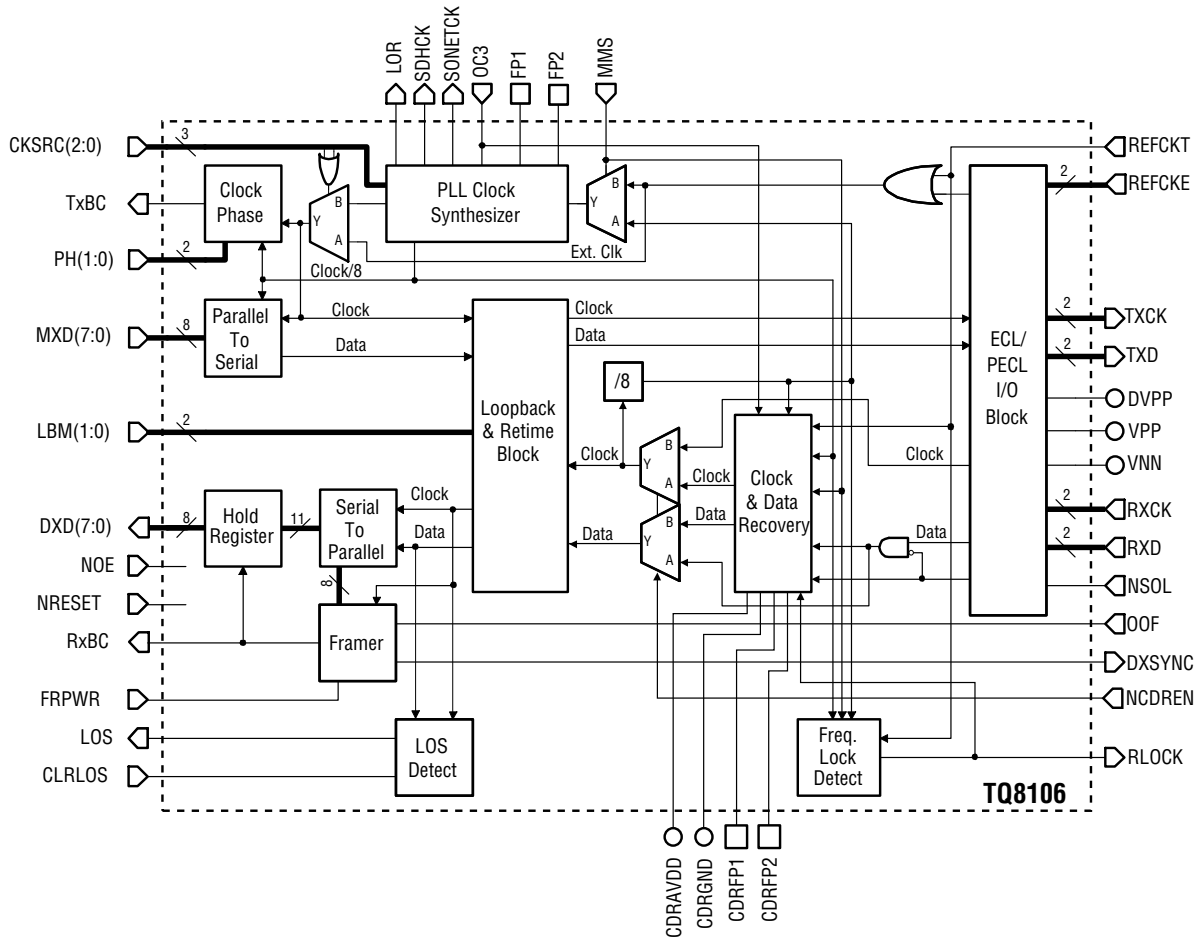 LOR
SDHCK
SONETCK
OC3
FP1
FP2
MMS
CKSRC(2:0)
3
REFCKT
TxBC
Clock
Phase
B
Y
A
PLL Clock
Synthesizer
B
Y
A
2
REFCKE
PH(1:0)
2
Ext. Clk
Clock/8
MXD(7:0)
8
Parallel
To
Serial
Clock
Data
Clock
Data
ECL/
PECL
I/O
Block
2
TXCK
2
TXD
/8
DVPP
LBM(1:0)
2
Loopback
& Retime
Block
VPP
Clock
B
Y
A
Clock
Clock
& Data
Recovery
Clock
VNN
DXD(7:0)
8
Hold
Register
11
Serial
To
Parallel
Clock
Data
Data
B
Y
A
Data
Data
2
RXCK
2
RXD
NOE
8
NSOL
NRESET
OOF
RxBC
Framer
DXSYNC
FRPWR
NCDREN
LOS
LOS
Detect
Freq.
Lock
Detect
RLOCK
CLRLOS
TQ8106
CDRAVDD
CDRGND
CDRFP1
CDRFP2